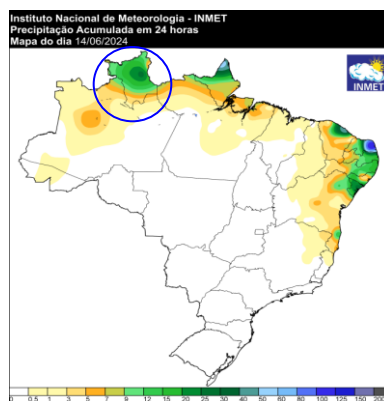 Instituto Nacional de Meteorologia - INMET
Precipitação Acumulada em 24 horas
Mapa do dia 14/06/2024
INMET
0 0.5 1 3 5 7 9 12 15 20 25 30 40 50 60 80 100 125 150 200